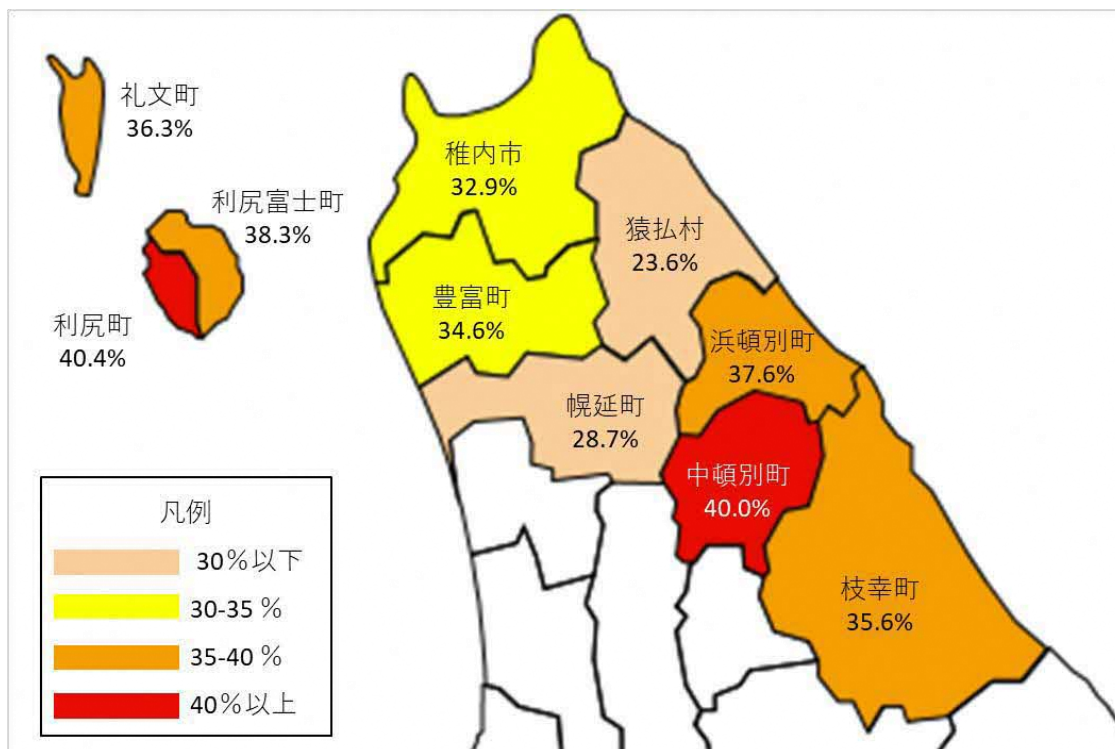 礼文町
36.3%
利尻富士町
38.3%
利尻町
40.4%
稚内市
32.9%
猿払村
23.6%
豊富町
34.6%
浜頓別町
37.6%
幌延町
28.7%
中頓別町
40.0%
枝幸町
35.6%
凡例
30%以下
30-35 %
35-40 %
40%以上